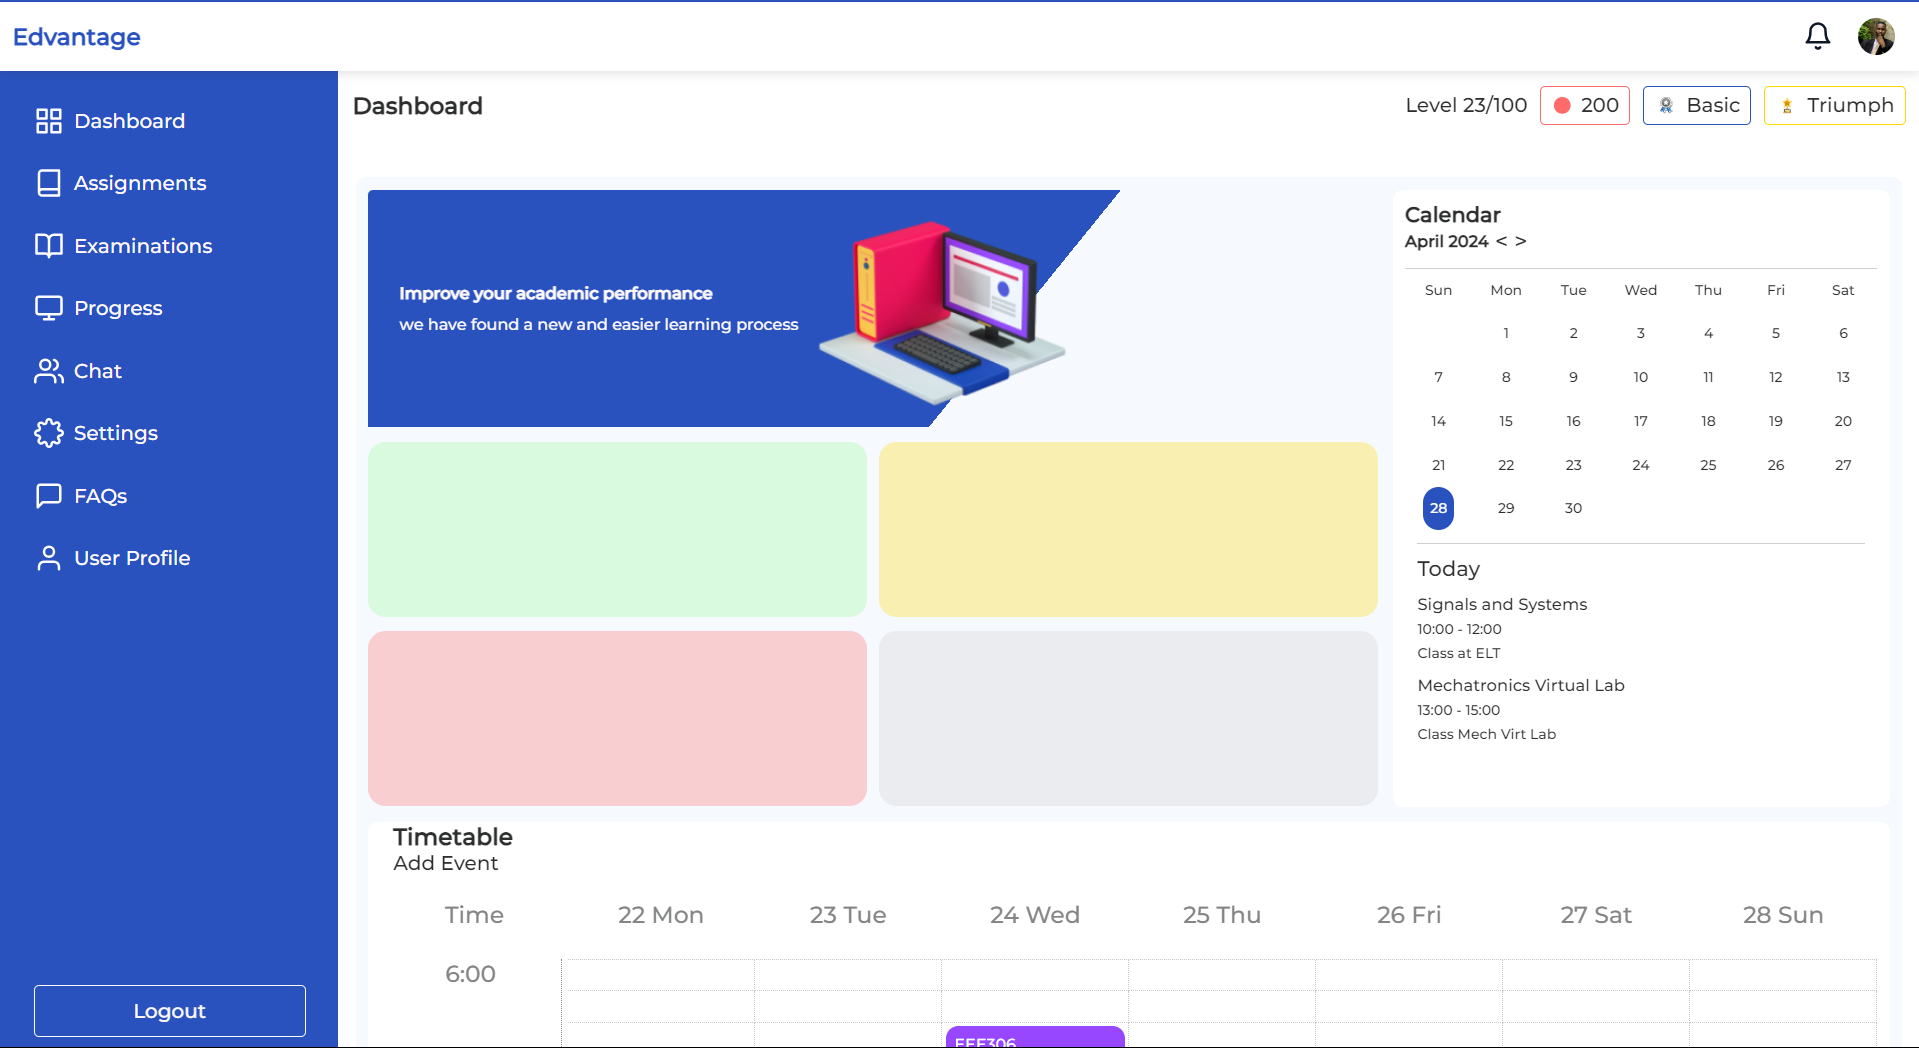 Edvantage
Dashboard
Assignments
Examinations
Progress
Chat
Settings
FAQs
User Profile
Logout
Dashboard
Level 23/100 200 Basic Triumph
Improve your academic performance
we have found a new and easier learning process
Calendar
April 2024 < >
Sun Mon Tue Wed Thu Fri Sat
1 2 3 4 5 6
7 8 9 10 11 12 13
14 15 16 17 18 19 20
21 22 23 24 25 26 27
28 29 30
Today
Signals and Systems
10:00 - 12:00
Class at ELT
Mechatronics Virtual Lab
13:00 - 15:00
Class Mech Virt Lab
Timetable
Add Event
Time 22 Mon 23 Tue 24 Wed 25 Thu 26 Fri 27 Sat 28 Sun
6:00
EEE306